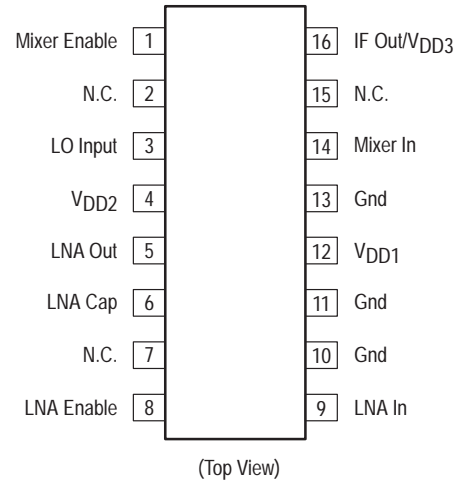 Mixer Enable 1 16 IF Out/VDD3
N.C. 2 15 N.C.
LO Input 3 14 Mixer In
VDD2 4 13 Gnd
LNA Out 5 12 VDD1
LNA Cap 6 11 Gnd
N.C. 7 10 Gnd
LNA Enable 8 9 LNA In
(Top View)